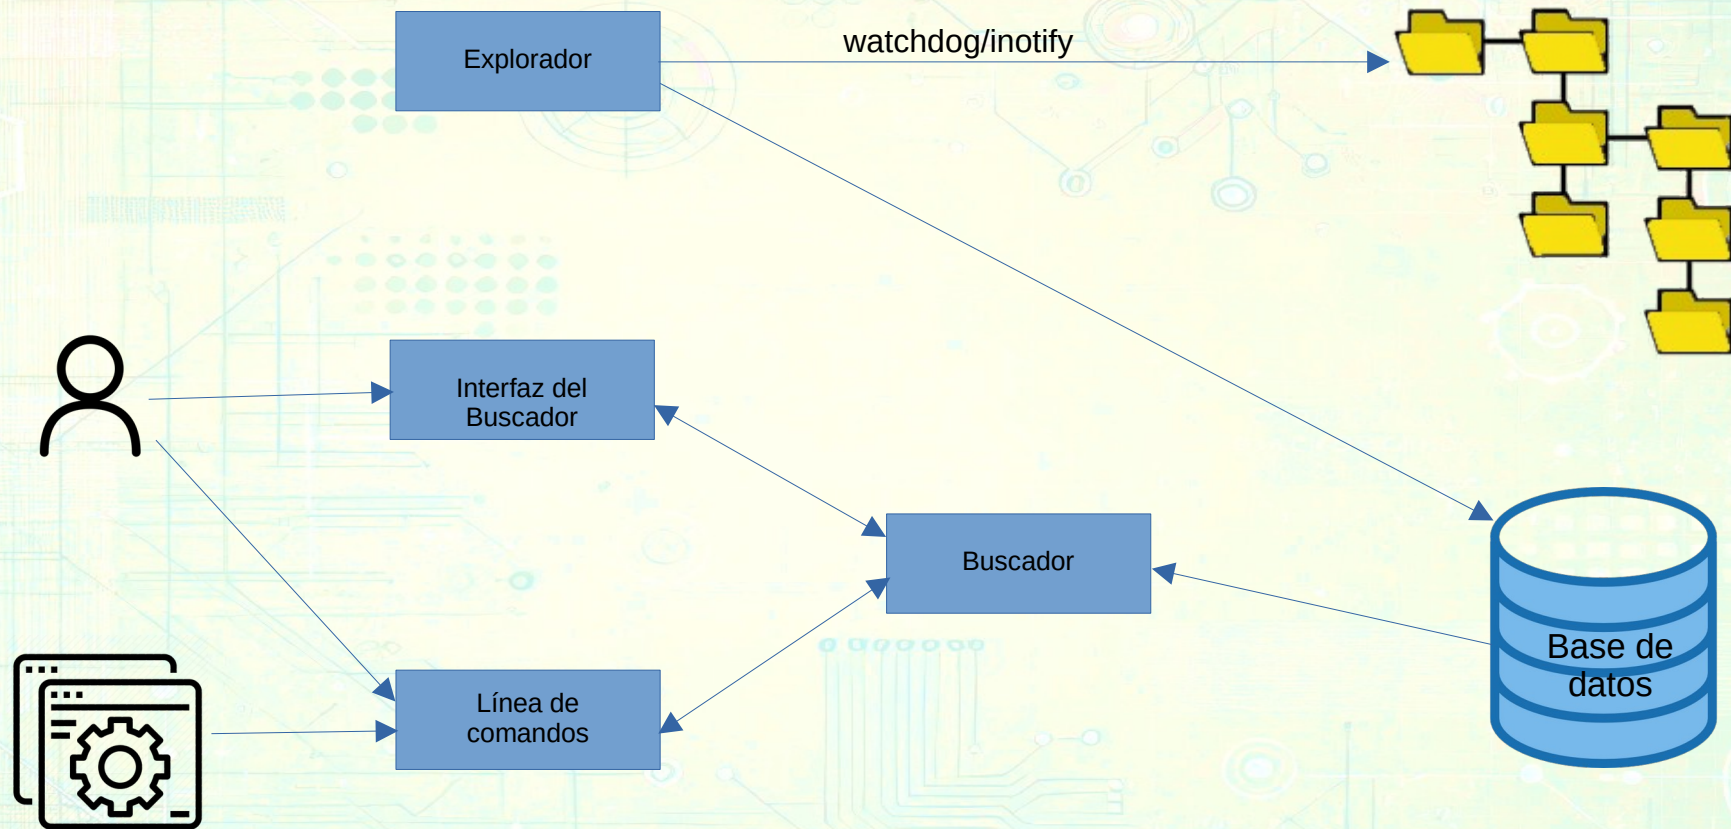 Explorador
watchdog/inotify
Interfaz del
Buscador
Buscador
Línea de
comandos
Base de
datos